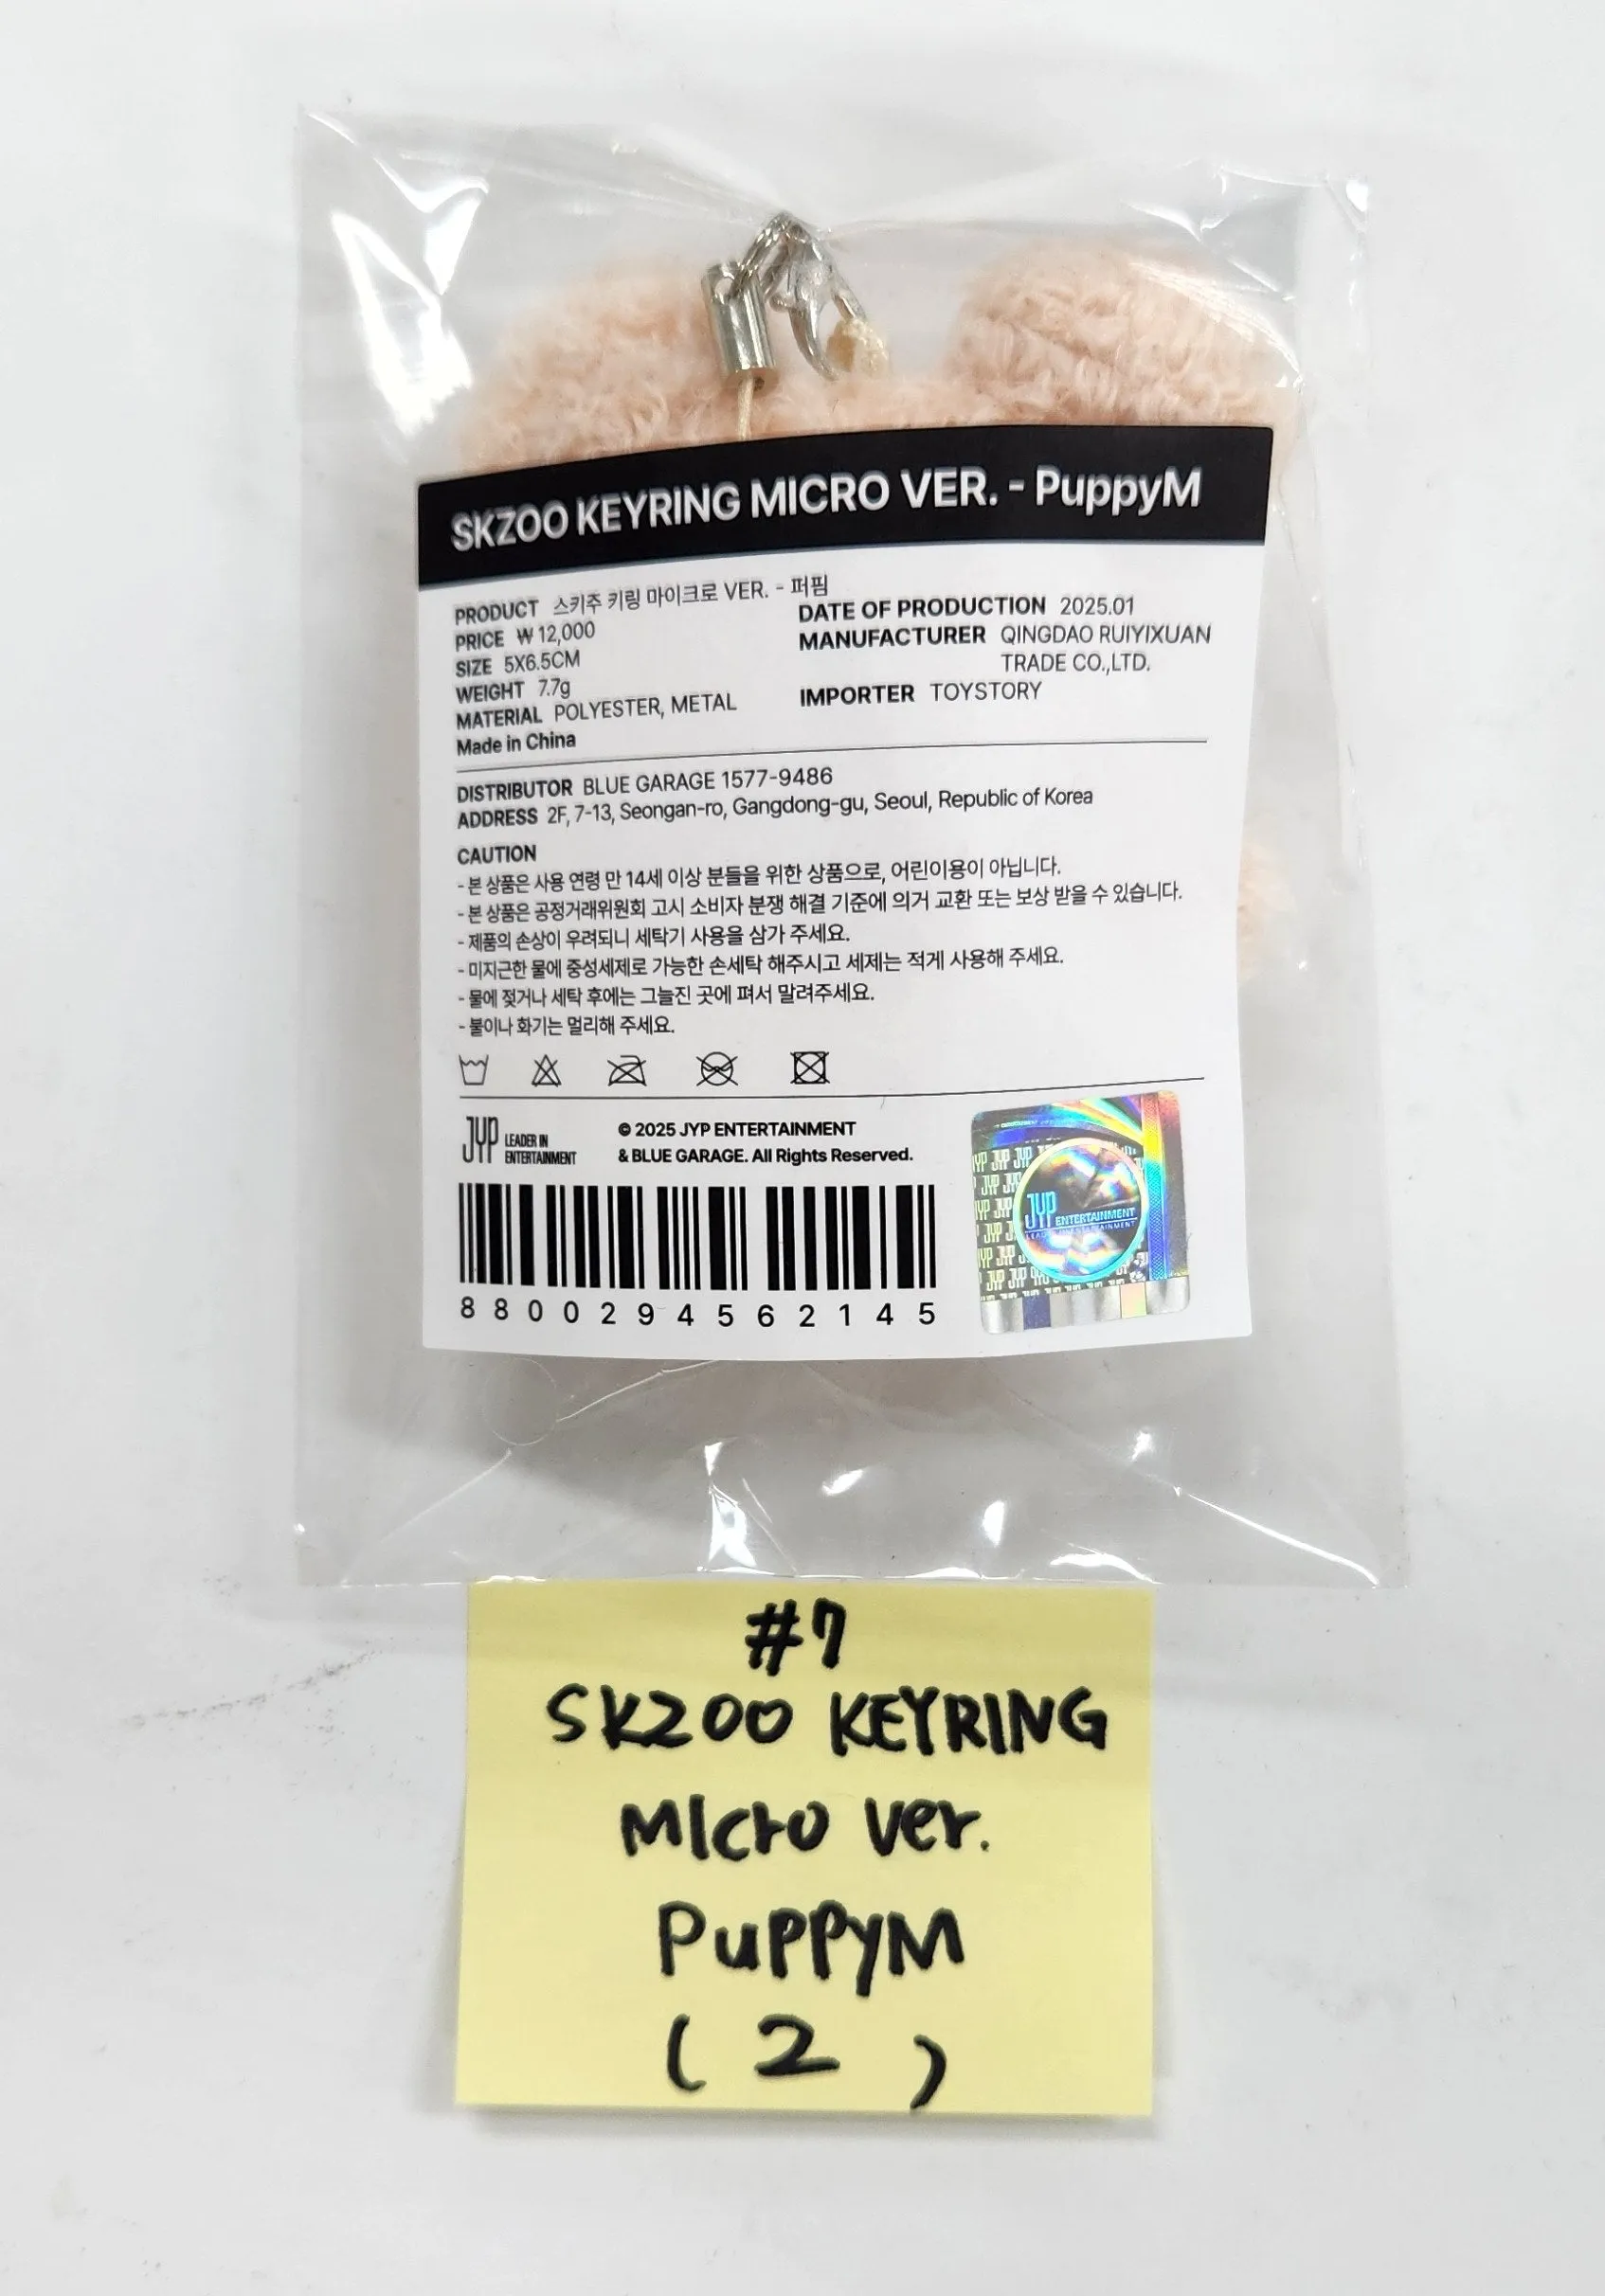 SKZOO KEYRING MICRO VER. - PuppyM
PRODUCT 스키주 키링 마이크로 VER. - 퍼핌
PRICE ₩ 12,000
SIZE 5X6.5CM
WEIGHT 7.7g
MATERIAL POLYESTER, METAL
Made in China
DATE OF PRODUCTION 2025.01
MANUFACTURER QINGDAO RUIYIXUAN
TRADE CO.,LTD.
IMPORTER TOYSTORY
DISTRIBUTOR BLUE GARAGE 1577-9486
ADDRESS 2F, 7-13, Seongan-ro, Gangdong-gu, Seoul, Republic of Korea
CAUTION
- 본 상품은 사용 연령 만 14세 이상 분들을 위한 상품으로, 어린이용이 아닙니다.
- 본 상품은 공정거래위원회 고시 소비자 분쟁 해결 기준에 의거 교환 또는 보상 받을 수 있습니다.
- 제품의 손상이 우려되니 세탁기 사용을 삼가 주세요.
- 미지근한 물에 중성세제로 가능한 손세탁 해주시고 세제는 적게 사용해 주세요.
- 물에 젖거나 세탁 후에는 그늘진 곳에 펴서 말려주세요.
- 불이나 화기는 멀리해 주세요.
JYP LEADER IN
ENTERTAINMENT
© 2025 JYP ENTERTAINMENT
& BLUE GARAGE. All Rights Reserved.
8800294562145
JYP ENTERTAINMENT
#7
SKZOO KEYRING
Micro ver.
PuppyM
( 2 )